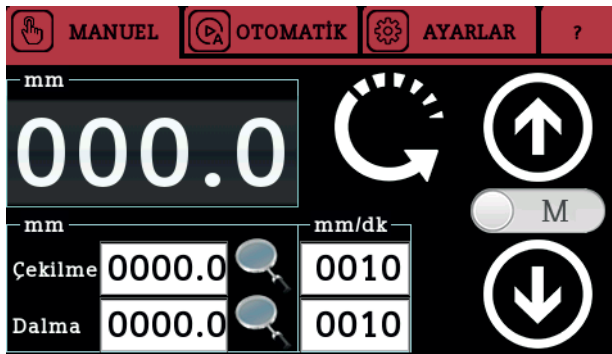 MANUEL OTOMATİK AYARLAR ?
mm
000.0
M
mm mm/dk
Çekilme 0000.0 0010
Dalma 0000.0 0010